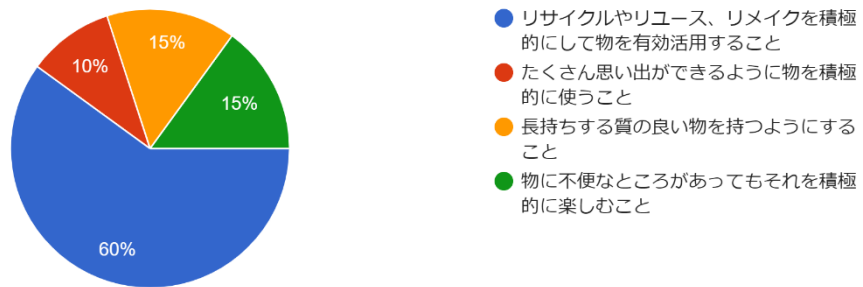 15%
10%
15%
60%
リサイクルやリユース、リメイクを積極
的にして物を有効活用すること
たくさん思い出ができるように物を積極
的に使うこと
長持ちする質の良い物を持つようにする
こと
物に不便なところがあってもそれを積極
的に楽しむこと